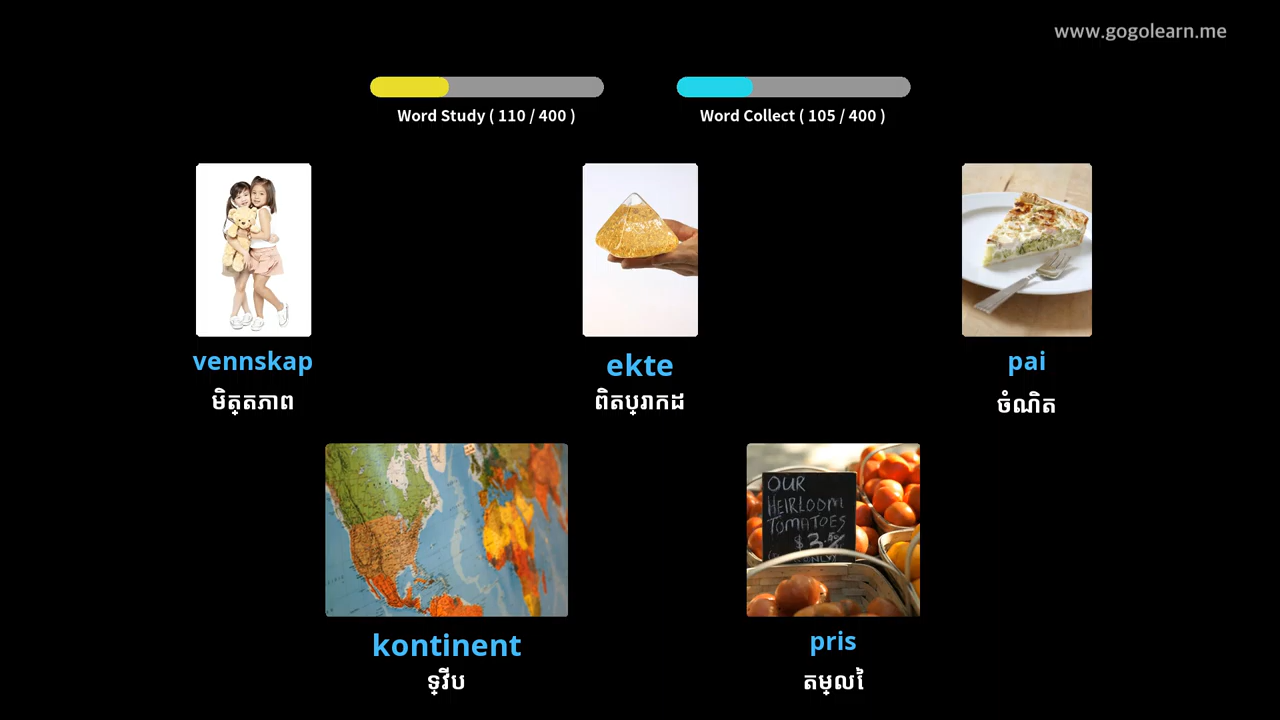 www.gogolearn.me
Word Study ( 110 / 400 )
Word Collect ( 105 / 400 )
vennskap
ekte
pai
មិត្តភាព
ពិតប្រាកដ
ចំណិត
OUR
HEIRLOOM
TOMATOES
kontinent
pris
ទ្វីប
តម្លៃ